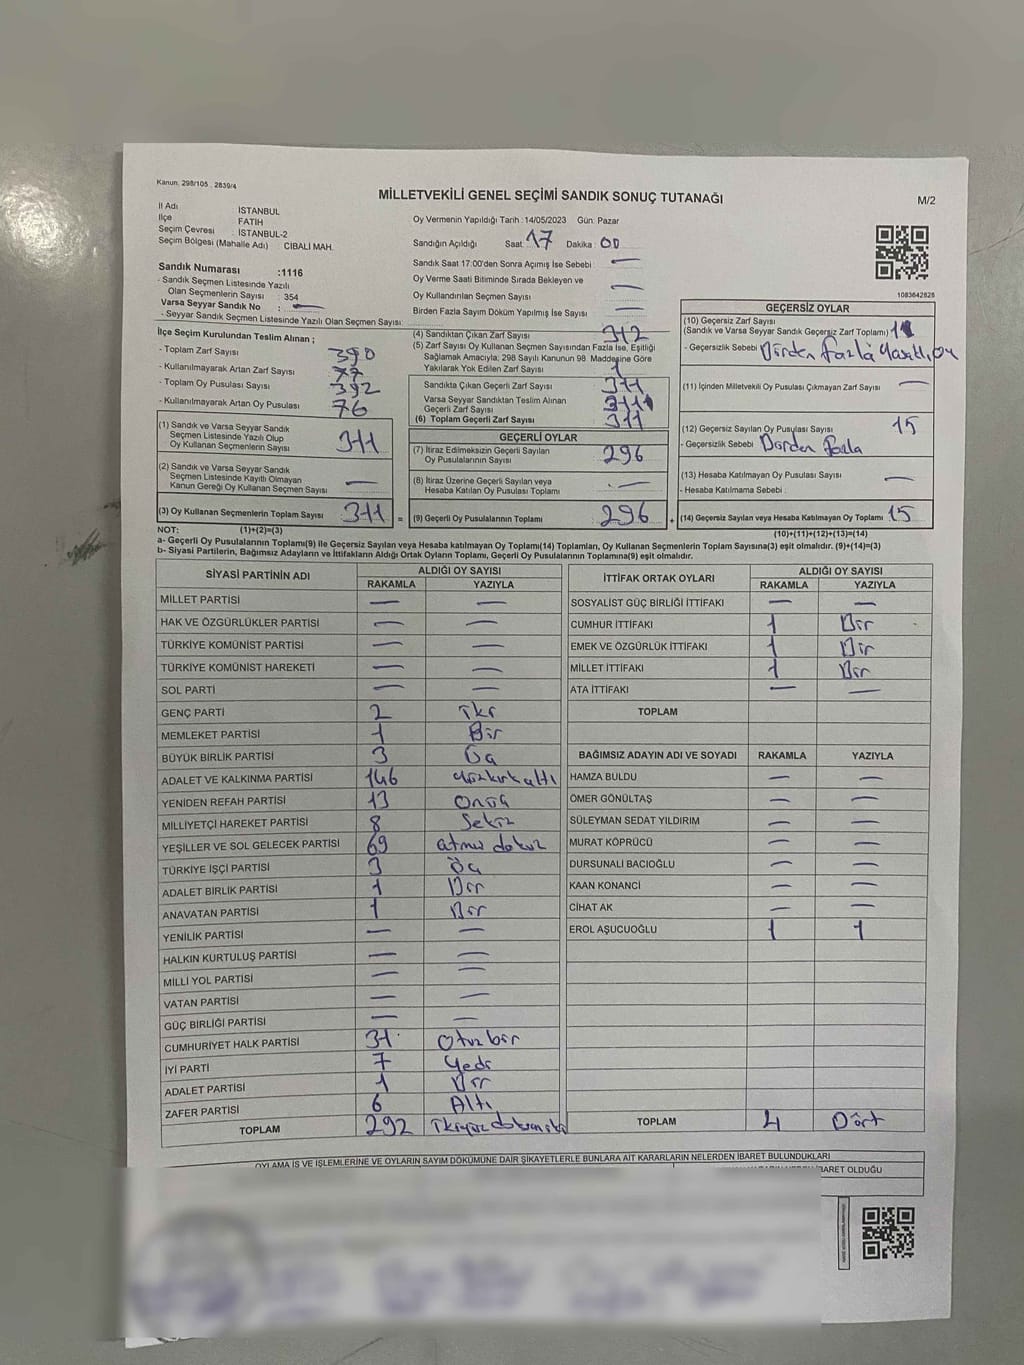 Kanun: 298/105 , 2839/4
MİLLETVEKİLİ GENEL SEÇİMİ SANDIK SONUÇ TUTANAĞI
M/2
İl Adı : İSTANBUL
İlçe : FATİH
Seçim Çevresi : İSTANBUL-2
Seçim Bölgesi (Mahalle Adı) CIBALİ MAH.
Sandık Numarası :1116
- Sandık Seçmen Listesinde Yazılı
Olan Seçmenlerin Sayısı : 354
Varsa Seyyar Sandık No : —
- Seyyar Sandık Seçmen Listesinde Yazılı Olan Seçmen Sayısı:
Oy Vermenin Yapıldığı Tarih : 14/05/2023 Gün: Pazar
Sandığın Açıldığı Saat: 17 Dakika: 00
Sandık Saat 17:00'den Sonra Açılmış İse Sebebi : —
Oy Verme Saati Bitiminde Sırada Bekleyen ve
Oy Kullandırılan Seçmen Sayısı —
Birden Fazla Sayım Döküm Yapılmış İse Sayısı : —
1083642826
İlçe Seçim Kurulundan Teslim Alınan ;
- Toplam Zarf Sayısı 390
- Kullanılmayarak Artan Zarf Sayısı : 77
- Toplam Oy Pusulası Sayısı 392
- Kullanılmayarak Artan Oy Pusulası 76
(1) Sandık ve Varsa Seyyar Sandık
Seçmen Listesinde Yazılı Olup
Oy Kullanan Seçmenlerin Sayısı 311
(2) Sandık ve Varsa Seyyar Sandık
Seçmen Listesinde Kayıtlı Olmayan
Kanun Gereği Oy Kullanan Seçmen Sayısı —
(3) Oy Kullanan Seçmenlerin Toplam Sayısı 311 =
(4) Sandıktan Çıkan Zarf Sayısı 312
(5) Zarf Sayısı Oy Kullanan Seçmen Sayısından Fazla İse, Eşitliği
Sağlamak Amacıyla; 298 Sayılı Kanunun 98. Maddesine Göre
Yakılarak Yok Edilen Zarf Sayısı 1
Sandıkta Çıkan Geçerli Zarf Sayısı 311
Varsa Seyyar Sandıktan Teslim Alınan
Geçerli Zarf Sayısı
(6) Toplam Geçerli Zarf Sayısı 311
GEÇERLİ OYLAR
(7) İtiraz Edilmeksizin Geçerli Sayılan
Oy Pusulalarının Sayısı 296
(8) İtiraz Üzerine Geçerli Sayılan veya
Hesaba Katılan Oy Pusulası Toplamı —
(9) Geçerli Oy Pusulalarının Toplamı 296 +
GEÇERSİZ OYLAR
(10) Geçersiz Zarf Sayısı
(Sandık ve Varsa Seyyar Sandık Geçersiz Zarf Toplamı)
- Geçersizlik Sebebi : Birden fazla
(11) İçinden Milletvekili Oy Pusulası Çıkmayan Zarf Sayısı —
(12) Geçersiz Sayılan Oy Pusulası Sayısı 15
- Geçersizlik Sebebi : Birden fazla
(13) Hesaba Katılmayan Oy Pusulası Sayısı —
- Hesaba Katılmama Sebebi :
(14) Geçersiz Sayılan veya Hesaba Katılmayan Oy Toplamı 15
NOT: (1)+(2)=(3)
(10)+(11)+(12)+(13)=(14)
a- Geçerli Oy Pusulalarının Toplamı(9) ile Geçersiz Sayılan veya Hesaba katılmayan Oy Toplamı(14) Toplamları, Oy Kullanan Seçmenlerin Toplam Sayısına(3) eşit olmalıdır. (9)+(14)=(3)
b- Siyasi Partilerin, Bağımsız Adayların ve İttifakların Aldığı Ortak Oyların Toplamı, Geçerli Oy Pusulalarının Toplamına(9) eşit olmalıdır.
SİYASİ PARTİNİN ADI ALDIĞI OY SAYISI
RAKAMLA YAZIYLA
MİLLET PARTİSİ — —
HAK VE ÖZGÜRLÜKLER PARTİSİ — —
TÜRKİYE KOMÜNİST PARTİSİ — —
TÜRKİYE KOMÜNİST HAREKETİ — —
SOL PARTİ — —
GENÇ PARTİ 2 iki
MEMLEKET PARTİSİ 1 Bir
BÜYÜK BİRLİK PARTİSİ 3 Üç
ADALET VE KALKINMA PARTİSİ 146 yüzkırkaltı
YENİDEN REFAH PARTİSİ 13 Onüç
MİLLİYETÇİ HAREKET PARTİSİ 8 Sekiz
YEŞİLLER VE SOL GELECEK PARTİSİ 69 atmış dokuz
TÜRKİYE İŞÇİ PARTİSİ 3 Üç
ADALET BİRLİK PARTİSİ 1 Bir
ANAVATAN PARTİSİ 1 Bir
YENİLİK PARTİSİ — —
HALKIN KURTULUŞ PARTİSİ — —
MİLLİ YOL PARTİSİ — —
VATAN PARTİSİ — —
GÜÇ BİRLİĞİ PARTİSİ — —
CUMHURİYET HALK PARTİSİ 31 Otuz bir
İYİ PARTİ 7 Yedi
ADALET PARTİSİ 1 Bir
ZAFER PARTİSİ 6 Altı
TOPLAM 292
İTTİFAK ORTAK OYLARI ALDIĞI OY SAYISI
RAKAMLA YAZIYLA
SOSYALİST GÜÇ BİRLİĞİ İTTİFAKI — —
CUMHUR İTTİFAKI 1 Bir
EMEK VE ÖZGÜRLÜK İTTİFAKI 1 Bir
MİLLET İTTİFAKI 1 Bir
ATA İTTİFAKI — —
TOPLAM
BAĞIMSIZ ADAYIN ADI VE SOYADI RAKAMLA YAZIYLA
HAMZA BULDU — —
ÖMER GÖNÜLTAŞ — —
SÜLEYMAN SEDAT YILDIRIM — —
MURAT KÖPRÜCÜ — —
DURSUNALİ BACIOĞLU — —
KAAN KONANCİ — —
CİHAT AK — —
EROL AŞUCUOĞLU 1 1
TOPLAM 4 Dört
OYLAMA İŞ VE İŞLEMLERİNE VE OYLARIN SAYIM DÖKÜMÜNE DAİR ŞİKAYETLERLE BUNLARA AİT KARARLARIN NELERDEN İBARET BULUNDUKLARI
İBARET OLDUĞU